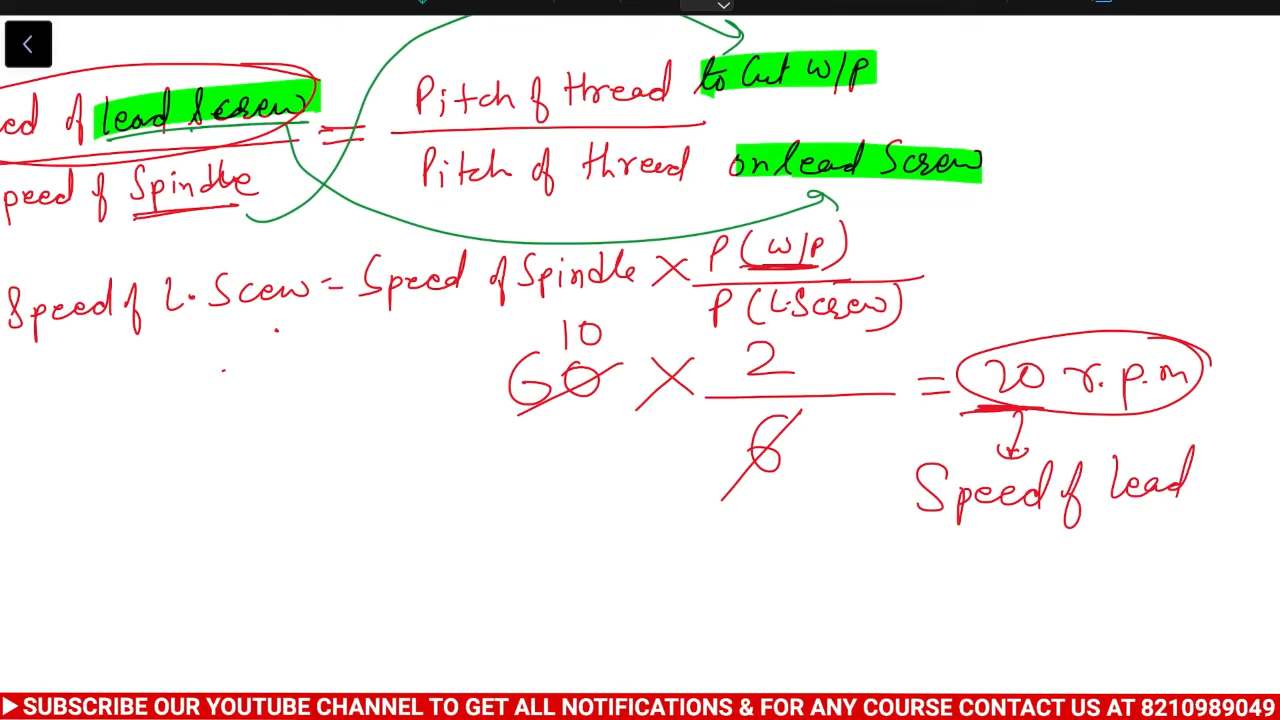 ed of lead Screw = Pitch of thread to Cut w/p
peed of Spindle Pitch of thread on lead Screw
Speed of L. Scew = Speed of Spindle × P (w/p)
P (L.Screw)
10
60 × 2 = 20 r.p.m
6
Speed of lead
▶ SUBSCRIBE OUR YOUTUBE CHANNEL TO GET ALL NOTIFICATIONS & FOR ANY COURSE CONTACT US AT 8210989049